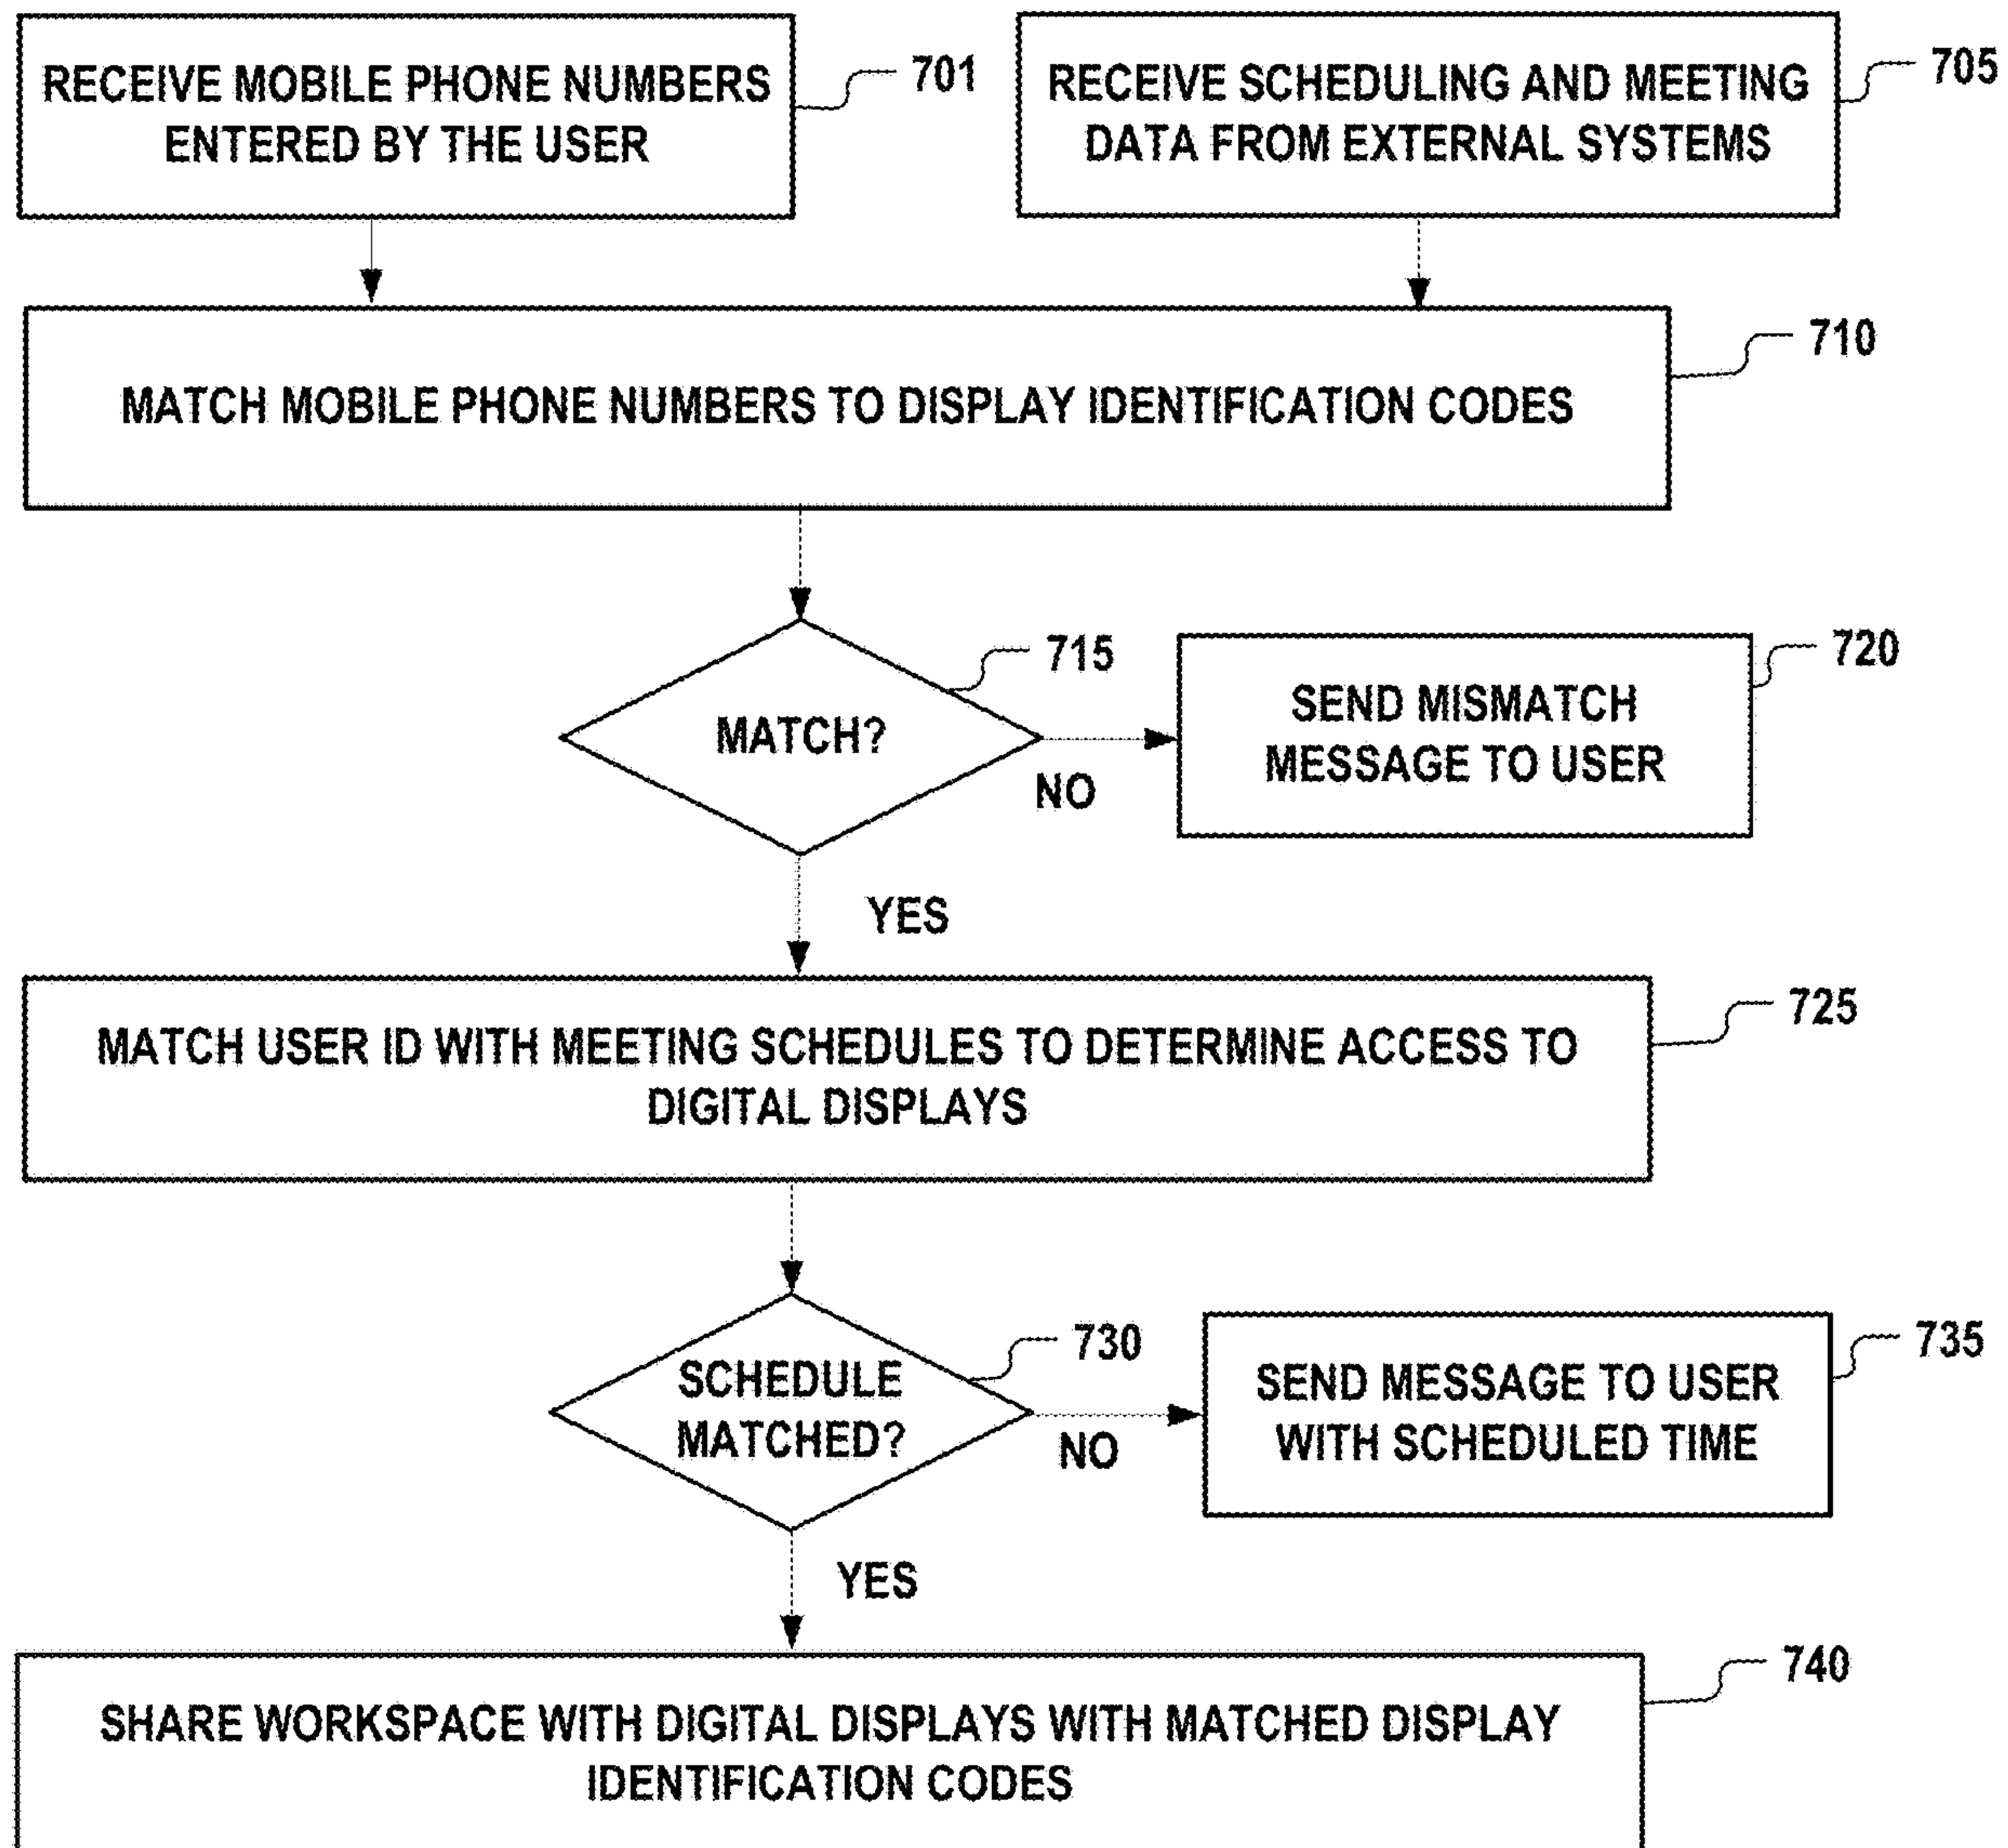 RECEIVE MOBILE PHONE NUMBERS
ENTERED BY THE USER
701
RECEIVE SCHEDULING AND MEETING
DATA FROM EXTERNAL SYSTEMS
705
MATCH MOBILE PHONE NUMBERS TO DISPLAY IDENTIFICATION CODES
710
MATCH?
715
NO
SEND MISMATCH
MESSAGE TO USER
720
YES
MATCH USER ID WITH MEETING SCHEDULES TO DETERMINE ACCESS TO
DIGITAL DISPLAYS
725
SCHEDULE
MATCHED?
730
NO
SEND MESSAGE TO USER
WITH SCHEDULED TIME
735
YES
SHARE WORKSPACE WITH DIGITAL DISPLAYS WITH MATCHED DISPLAY
IDENTIFICATION CODES
740